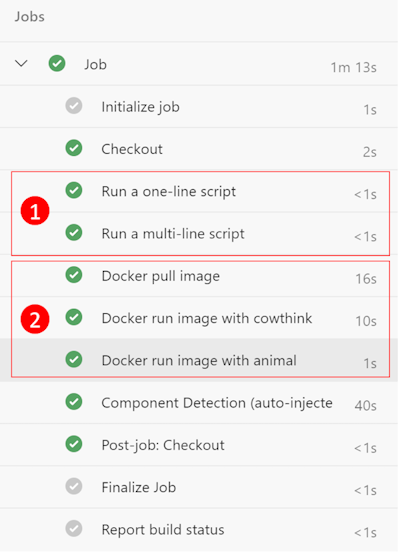 Jobs
Job 1m 13s
Initialize job 1s
Checkout 2s
1
Run a one-line script <1s
Run a multi-line script <1s
2
Docker pull image 16s
Docker run image with cowthink 10s
Docker run image with animal 1s
Component Detection (auto-injecte 40s
Post-job: Checkout <1s
Finalize Job <1s
Report build status <1s